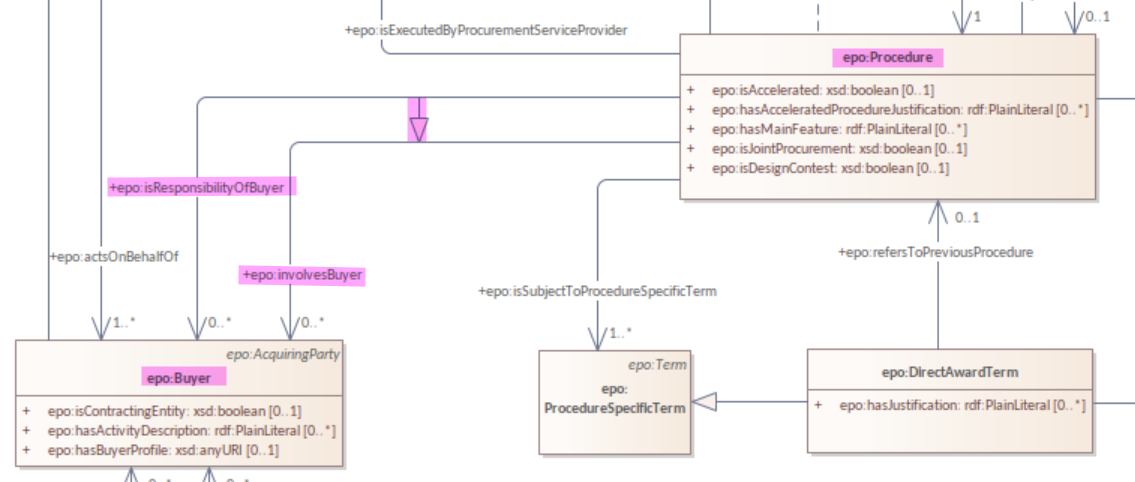 +epo:isExecutedByProcurementServiceProvider
1
0..1
epo:Procedure
+ epo:isAccelerated: xsd:boolean [0..1]
+ epo:hasAcceleratedProcedureJustification: rdf:PlainLiteral [0..*]
+ epo:hasMainFeature: rdf:PlainLiteral [0..*]
+ epo:isJointProcurement: xsd:boolean [0..1]
+ epo:isDesignContest: xsd:boolean [0..1]
+epo:isResponsibilityOfBuyer
0..1
+epo:actsOnBehalfOf
+epo:refersToPreviousProcedure
+epo:involvesBuyer
+epo:isSubjectToProcedureSpecificTerm
1..*
0..*
0..*
1..*
epo:AcquiringParty
epo:Buyer
+ epo:isContractingEntity: xsd:boolean [0..1]
+ epo:hasActivityDescription: rdf:PlainLiteral [0..*]
+ epo:hasBuyerProfile: xsd:anyURI [0..1]
epo:Term
epo:
ProcedureSpecificTerm
epo:DirectAwardTerm
+ epo:hasJustification: rdf:PlainLiteral [0..*]